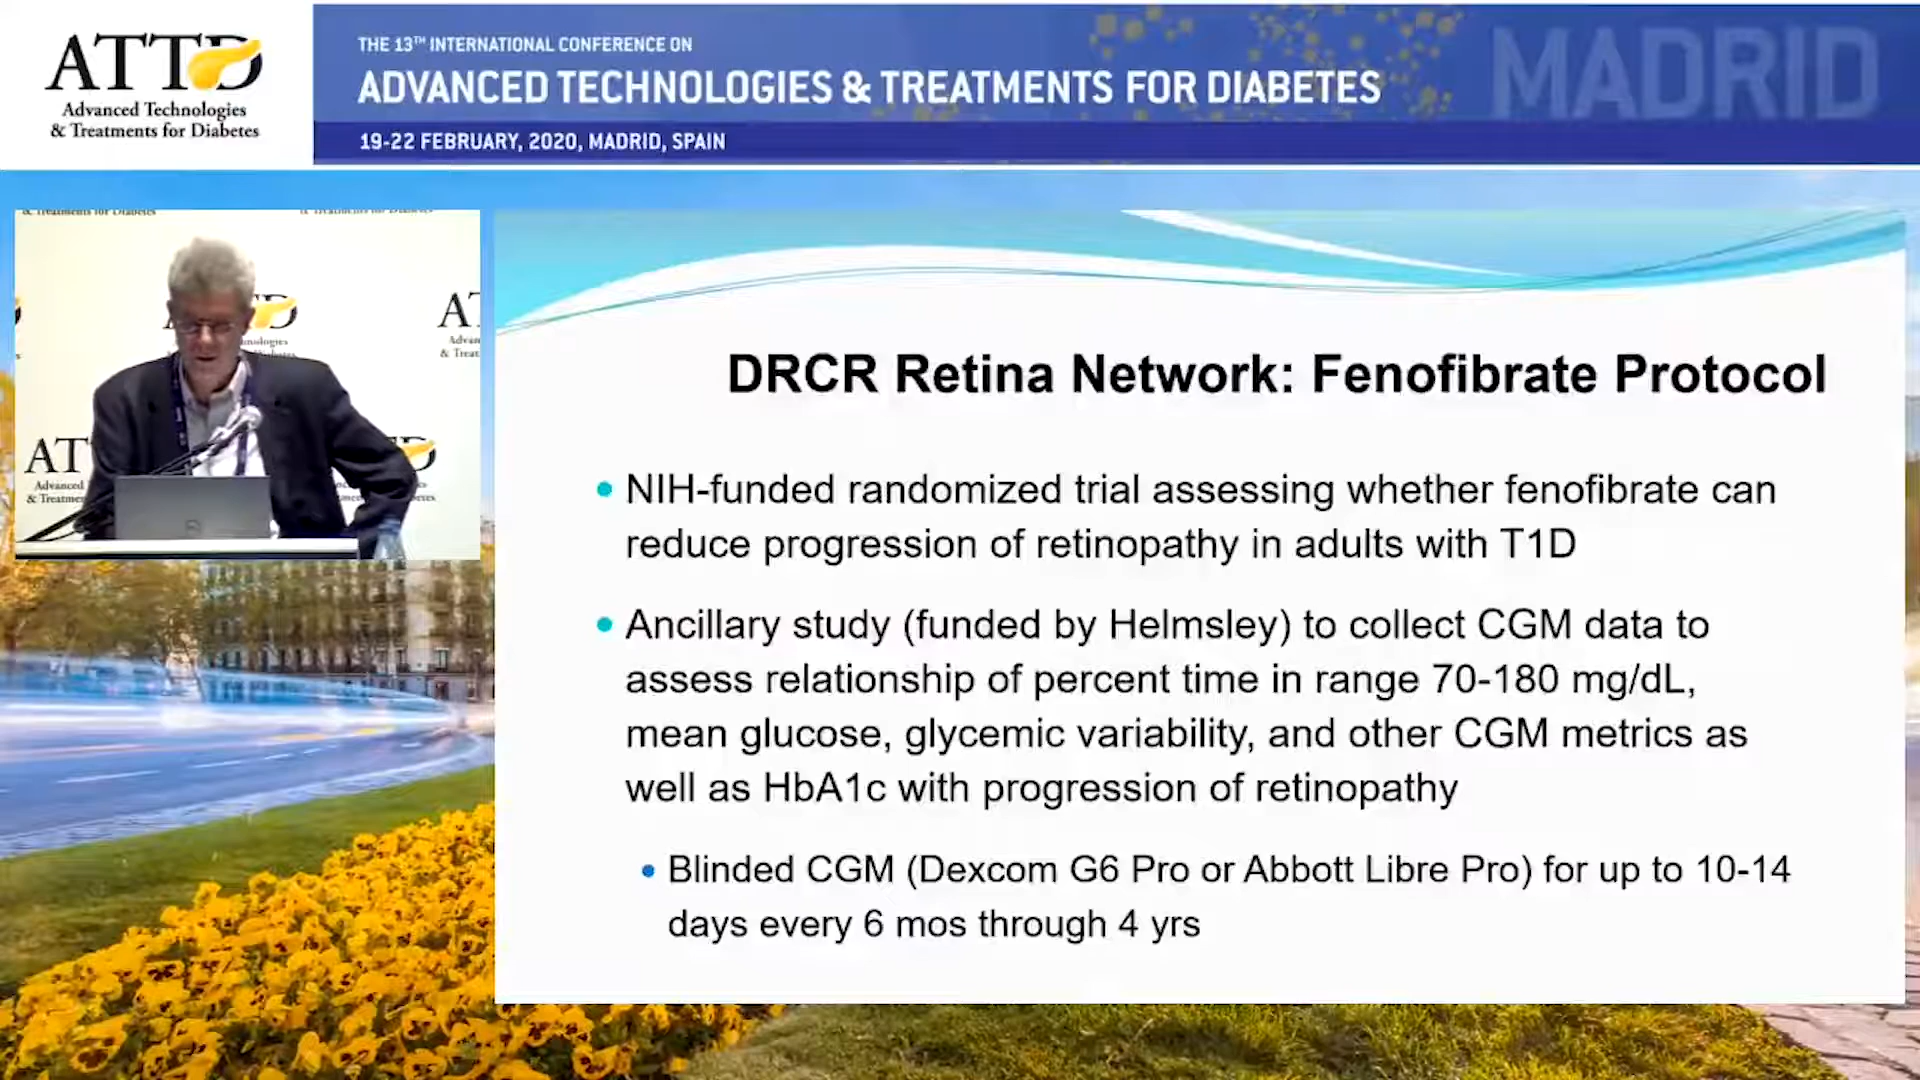 ATTD
Advanced Technologies
& Treatments for Diabetes
THE 13TH INTERNATIONAL CONFERENCE ON
ADVANCED TECHNOLOGIES & TREATMENTS FOR DIABETES
19-22 FEBRUARY, 2020, MADRID, SPAIN
MADRID
& Treatments for Diabetes
DRCR Retina Network: Fenofibrate Protocol
• NIH-funded randomized trial assessing whether fenofibrate can
reduce progression of retinopathy in adults with T1D
• Ancillary study (funded by Helmsley) to collect CGM data to
assess relationship of percent time in range 70-180 mg/dL,
mean glucose, glycemic variability, and other CGM metrics as
well as HbA1c with progression of retinopathy
• Blinded CGM (Dexcom G6 Pro or Abbott Libre Pro) for up to 10-14
days every 6 mos through 4 yrs